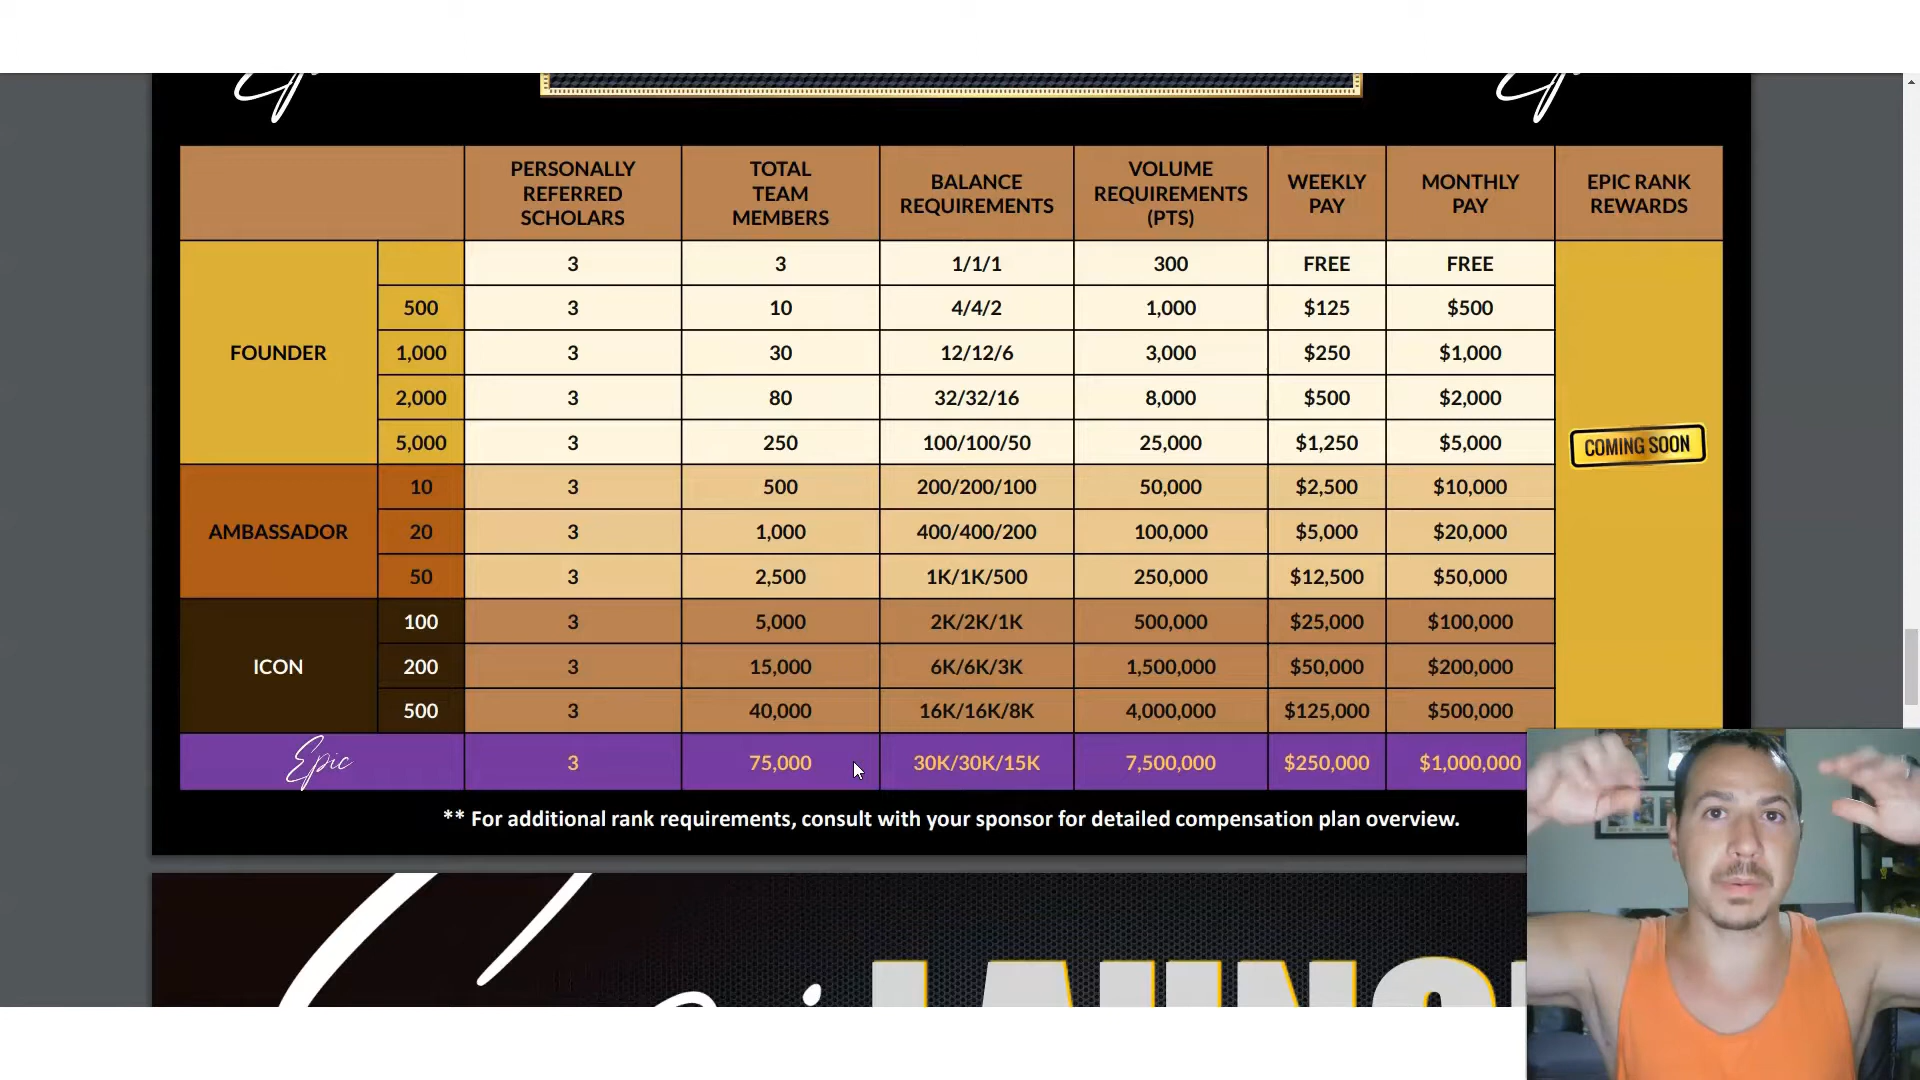 PERSONALLY REFERRED SCHOLARS TOTAL TEAM MEMBERS BALANCE REQUIREMENTS VOLUME REQUIREMENTS (PTS) WEEKLY PAY MONTHLY PAY EPIC RANK REWARDS
FOUNDER
3 3 1/1/1 300 FREE FREE
500 3 10 4/4/2 1,000 $125 $500
1,000 3 30 12/12/6 3,000 $250 $1,000
2,000 3 80 32/32/16 8,000 $500 $2,000
5,000 3 250 100/100/50 25,000 $1,250 $5,000
COMING SOON
AMBASSADOR
10 3 500 200/200/100 50,000 $2,500 $10,000
20 3 1,000 400/400/200 100,000 $5,000 $20,000
50 3 2,500 1K/1K/500 250,000 $12,500 $50,000
ICON
100 3 5,000 2K/2K/1K 500,000 $25,000 $100,000
200 3 15,000 6K/6K/3K 1,500,000 $50,000 $200,000
500 3 40,000 16K/16K/8K 4,000,000 $125,000 $500,000
Epic 3 75,000 30K/30K/15K 7,500,000 $250,000 $1,000,000
** For additional rank requirements, consult with your sponsor for detailed compensation plan overview.